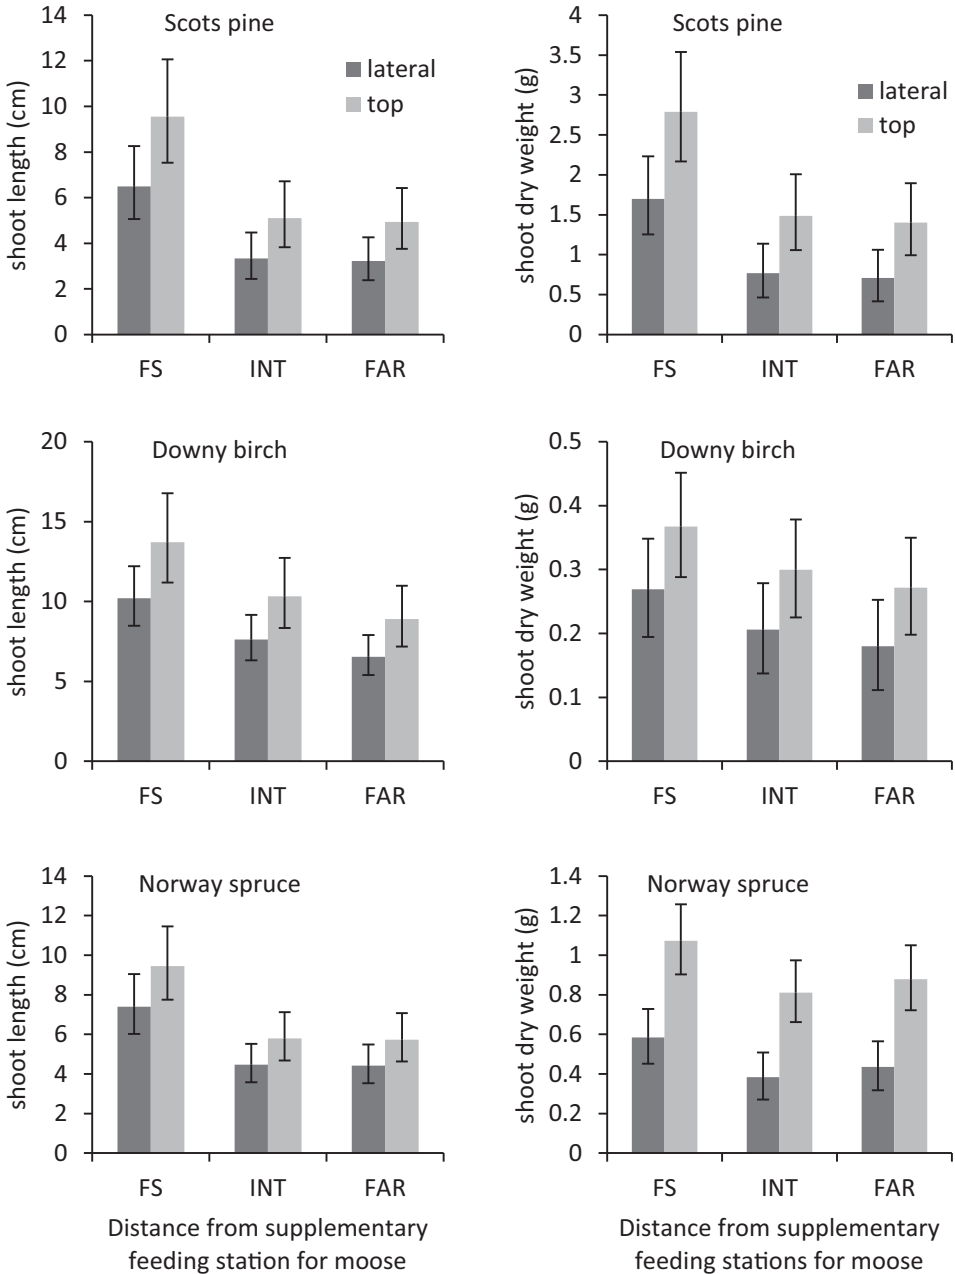 Scots pine
shoot length (cm)
14
12
10
8
6
4
2
0
lateral
top
FS INT FAR
Scots pine
shoot dry weight (g)
4
3.5
3
2.5
2
1.5
1
0.5
0
lateral
top
FS INT FAR
Downy birch
shoot length (cm)
20
15
10
5
0
FS INT FAR
Downy birch
shoot dry weight (g)
0.5
0.4
0.3
0.2
0.1
0
FS INT FAR
Norway spruce
shoot length (cm)
14
12
10
8
6
4
2
0
FS INT FAR
Distance from supplementary
feeding station for moose
Norway spruce
shoot dry weight (g)
1.4
1.2
1
0.8
0.6
0.4
0.2
0
FS INT FAR
Distance from supplementary
feeding stations for moose